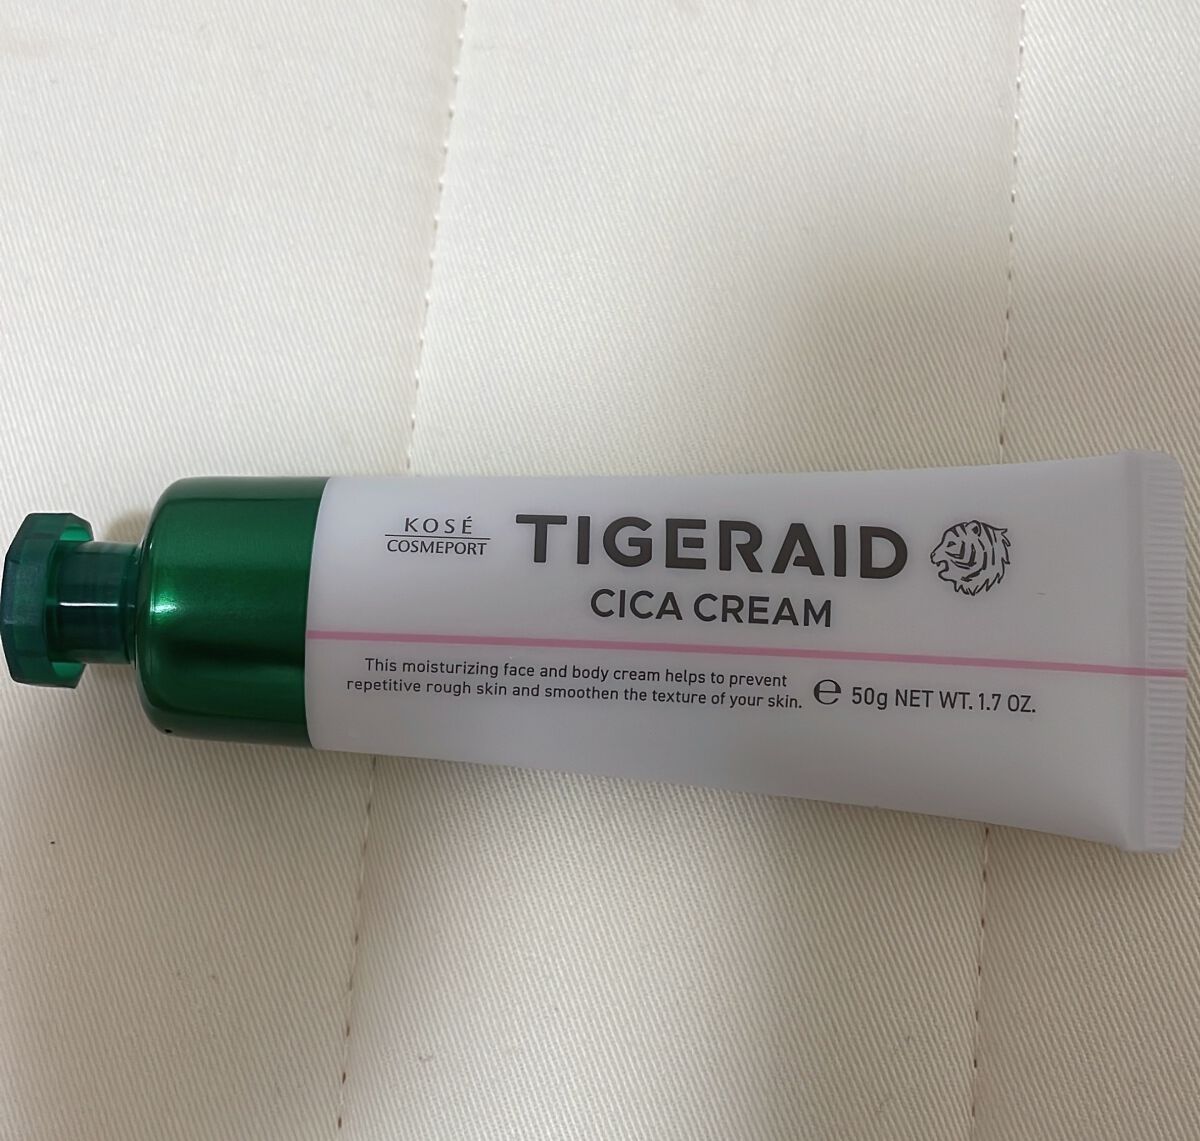 KOSÉ
COSMEPORT
TIGERAID
CICA CREAM
This moisturizing face and body cream helps to prevent
repetitive rough skin and smoothen the texture of your skin.
℮ 50g NET WT. 1.7 OZ.